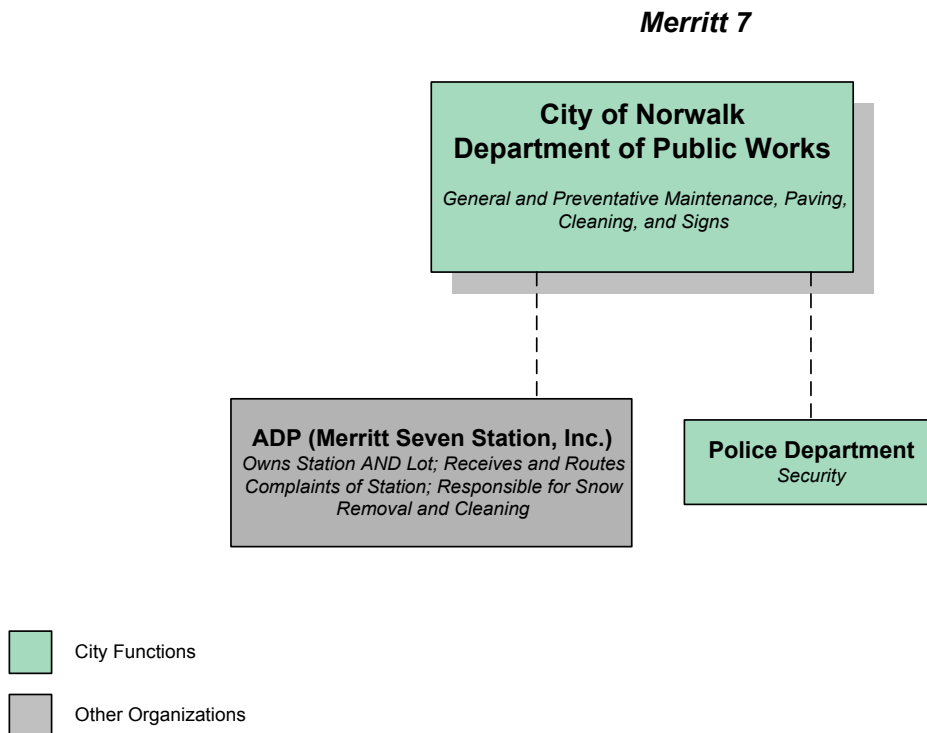 Merritt 7
City of Norwalk
Department of Public Works
General and Preventative Maintenance, Paving,
Cleaning, and Signs
ADP (Merritt Seven Station, Inc.)
Owns Station AND Lot; Receives and Routes
Complaints of Station; Responsible for Snow
Removal and Cleaning
Police Department
Security
City Functions
Other Organizations